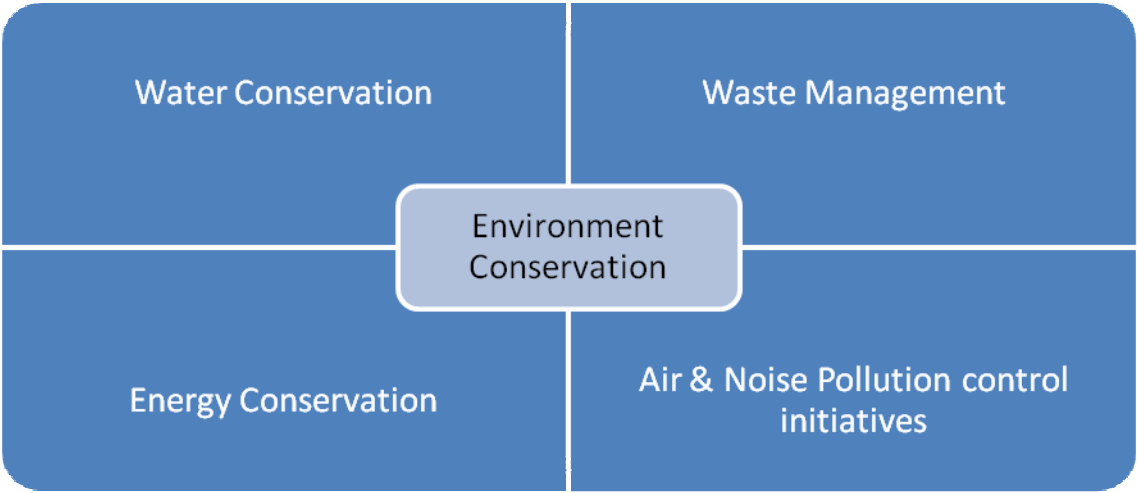 Water Conservation
Waste Management
Environment
Conservation
Energy Conservation
Air & Noise Pollution control
initiatives